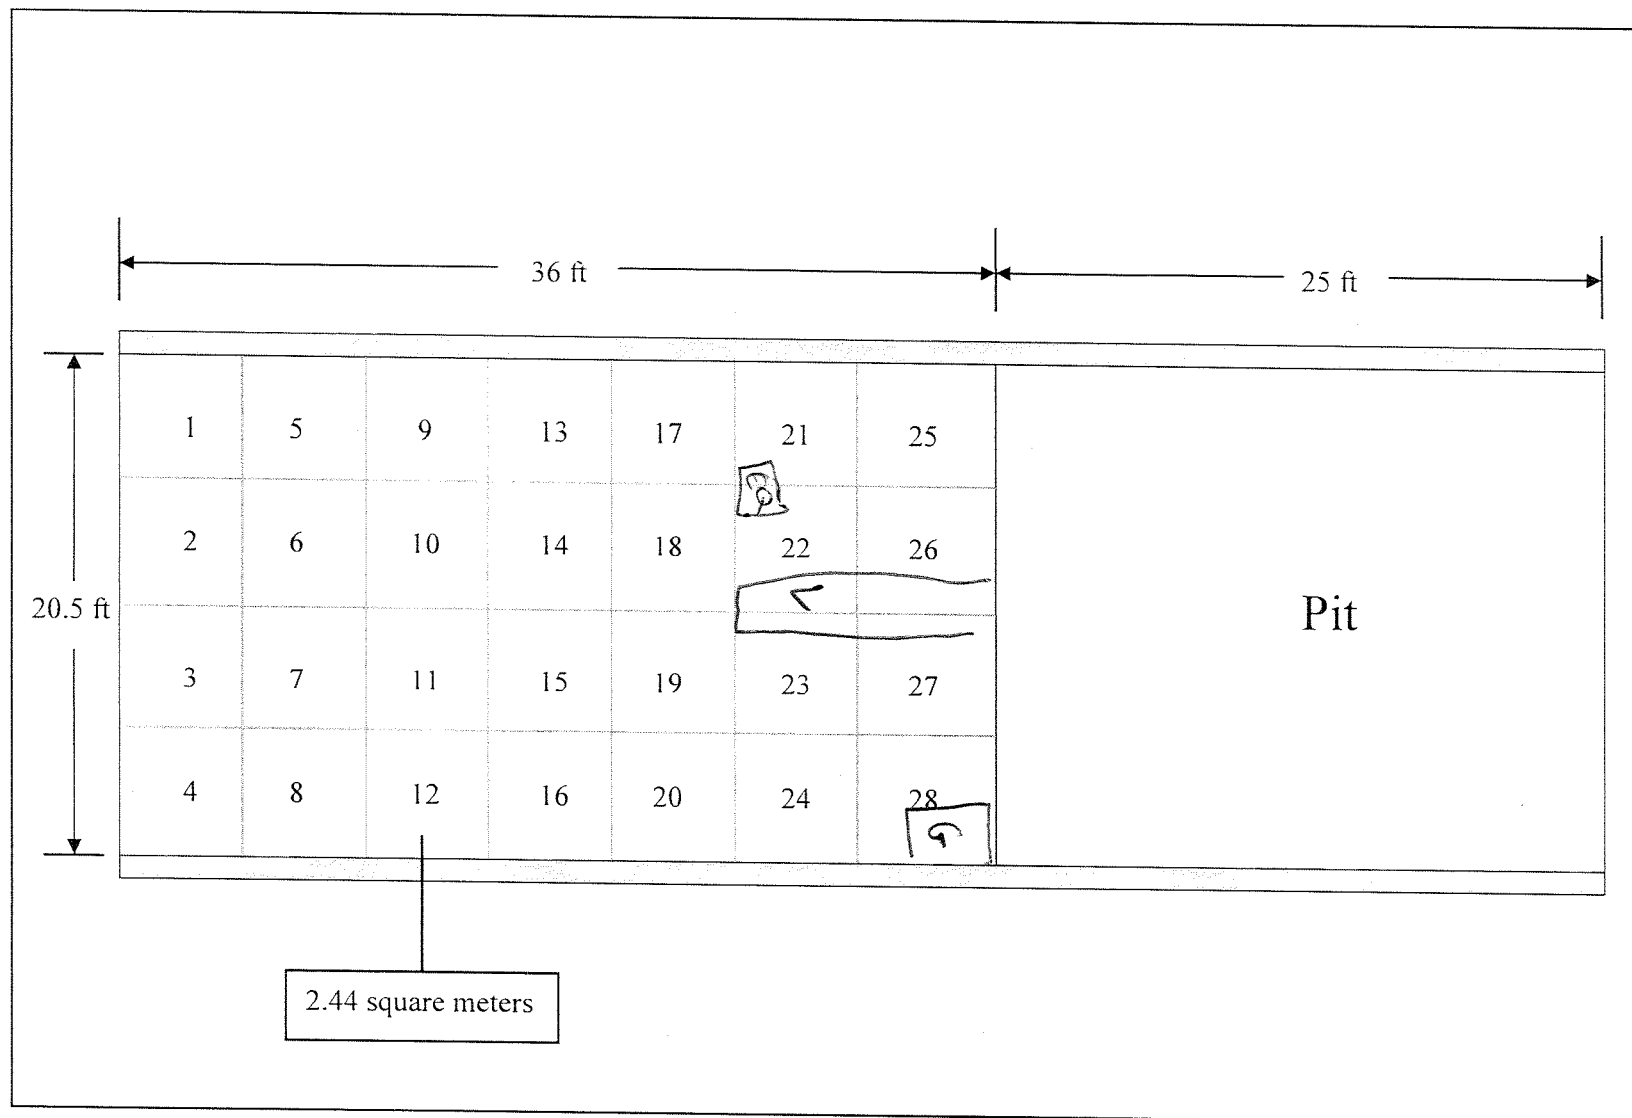 36 ft
25 ft
1 5 9 13 17 21 25
2 6 10 14 18 22 26
20.5 ft
Pit
3 7 11 15 19 23 27
4 8 12 16 20 24 28
G
2.44 square meters